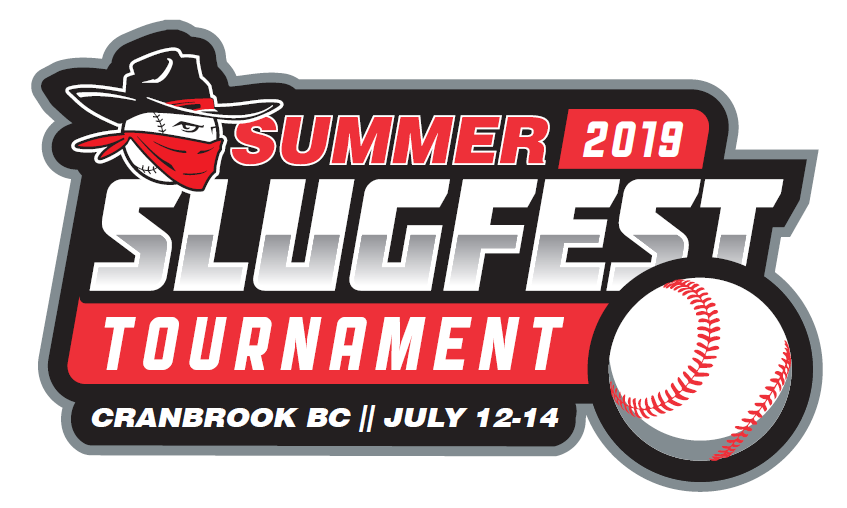 SUMMER 2019
SLUGFEST
TOURNAMENT
CRANBROOK BC || JULY 12-14